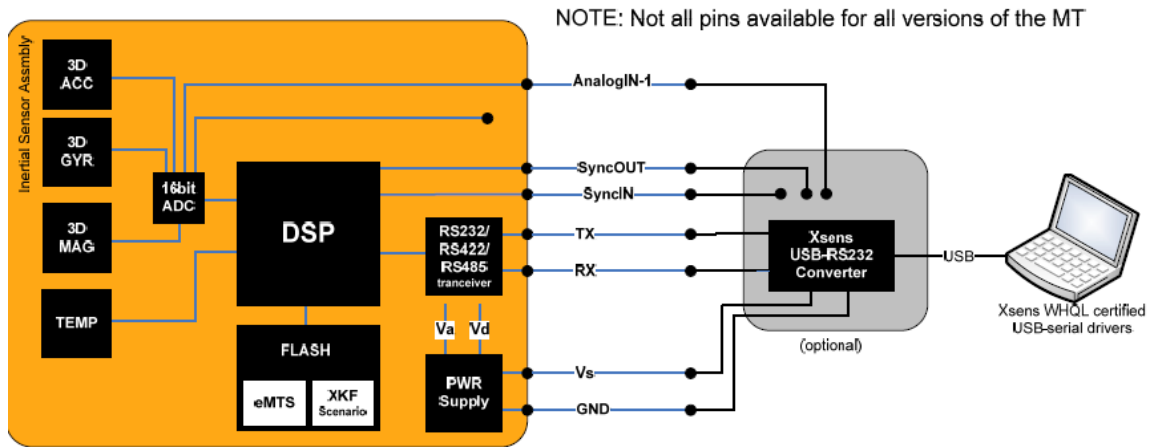 NOTE: Not all pins available for all versions of the MT
Inertial Sensor Assmbly
3D
ACC
3D
GYR
3D
MAG
TEMP
16bit
ADC
DSP
FLASH
eMTS
XKF
Scenario
RS232/
RS422/
RS485
tranceiver
Va
Vd
PWR
Supply
AnalogIN-1
SyncOUT
SyncIN
TX
RX
Vs
GND
Xsens
USB-RS232
Converter
(optional)
USB
Xsens WHQL certified
USB-serial drivers